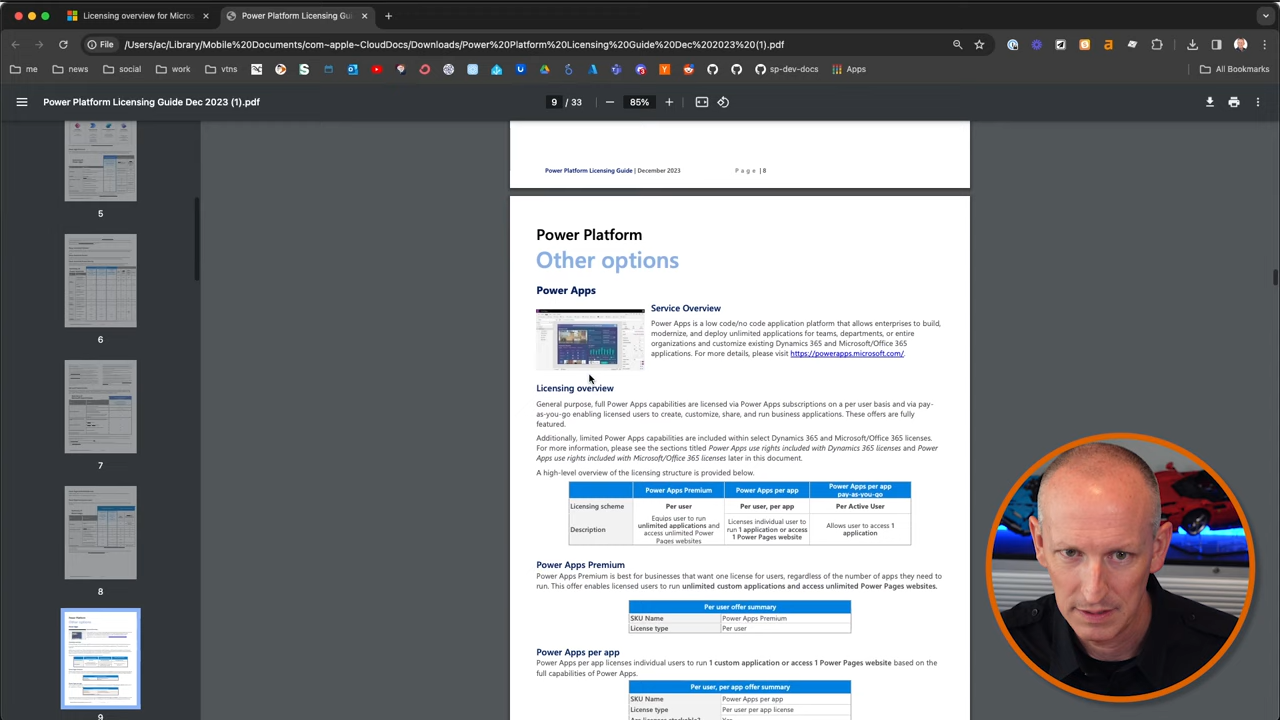 Licensing overview for Micros
Power Platform Licensing Gui
File
/Users/ac/Library/Mobile%20Documents/com~apple~CloudDocs/Downloads/Power%20Platform%20Licensing%20Guide%20Dec%202023%20(1).pdf
me
news
social
work
vtns
sp-dev-docs
Apps
All Bookmarks
Power Platform Licensing Guide Dec 2023 (1).pdf
9 / 33
85%
5
6
7
8
9
Power Platform Licensing Guide | December 2023
Page | 8
Power Platform
Other options
Power Apps
Service Overview
Power Apps is a low code/no code application platform that allows enterprises to build,
modernize, and deploy unlimited applications for teams, departments, or entire
organizations and customize existing Dynamics 365 and Microsoft/Office 365
applications. For more details, please visit https://powerapps.microsoft.com/.
Licensing overview
General purpose, full Power Apps capabilities are licensed via Power Apps subscriptions on a per user basis and via pay-
as-you-go enabling licensed users to create, customize, share, and run business applications. These offers are fully
featured.
Additionally, limited Power Apps capabilities are included within select Dynamics 365 and Microsoft/Office 365 licenses.
For more information, please see the sections titled Power Apps use rights included with Dynamics 365 licenses and Power
Apps use rights included with Microsoft/Office 365 licenses later in this document.
A high-level overview of the licensing structure is provided below.
Power Apps Premium
Power Apps per app
Power Apps per app
pay-as-you-go
Licensing scheme
Per user
Per user, per app
Per Active User
Description
Equips user to run
unlimited applications and
access unlimited Power
Pages websites
Licenses individual user to
run 1 application or access
1 Power Pages website
Allows user to access 1
application
Power Apps Premium
Power Apps Premium is best for businesses that want one license for users, regardless of the number of apps they need to
run. This offer enables licensed users to run unlimited custom applications and access unlimited Power Pages websites.
Per user offer summary
SKU Name
Power Apps Premium
License type
Per user
Power Apps per app
Power Apps per app licenses individual users to run 1 custom application or access 1 Power Pages website based on the
full capabilities of Power Apps.
Per user, per app offer summary
SKU Name
Power Apps per app
License type
Per user per app license
Are licenses stackable?
Yes